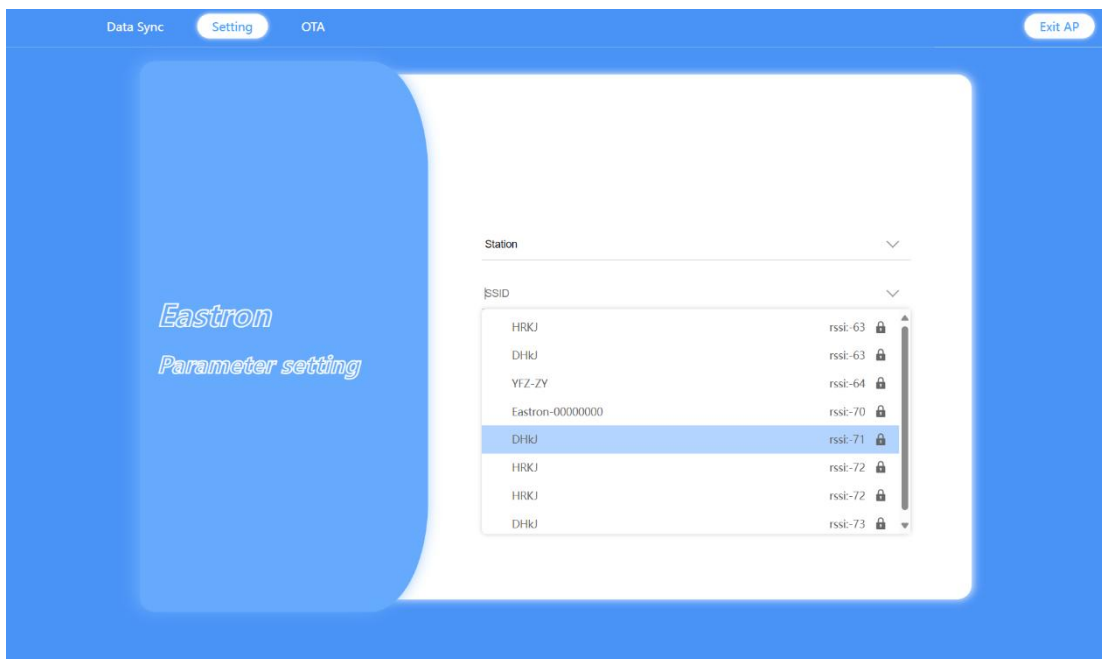 Data Sync Setting OTA Exit AP
Station
SSID
Eastron
Parameter setting
HRKJ rssi:-63
DHkJ rssi:-63
YFZ-ZY rssi:-64
Eastron-00000000 rssi:-70
DHkJ rssi:-71
HRKJ rssi:-72
HRKJ rssi:-72
DHkJ rssi:-73